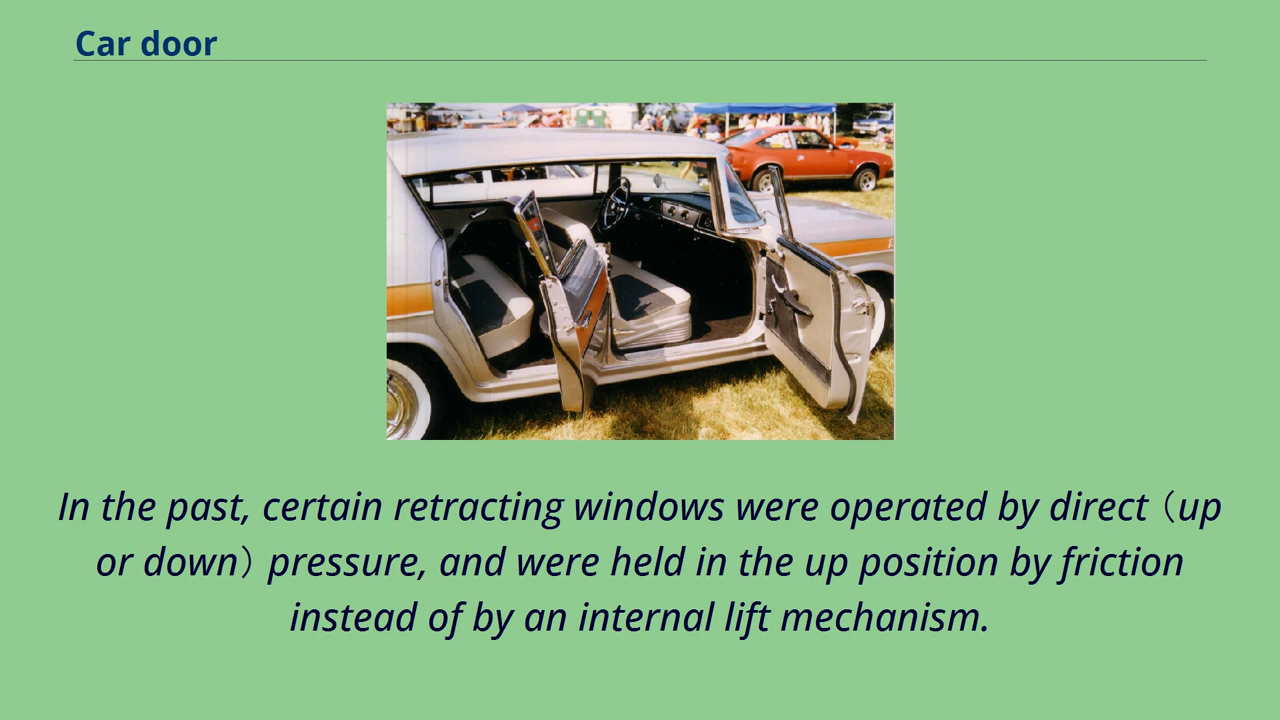 Car door
In the past, certain retracting windows were operated by direct（up
or down）pressure, and were held in the up position by friction
instead of by an internal lift mechanism.